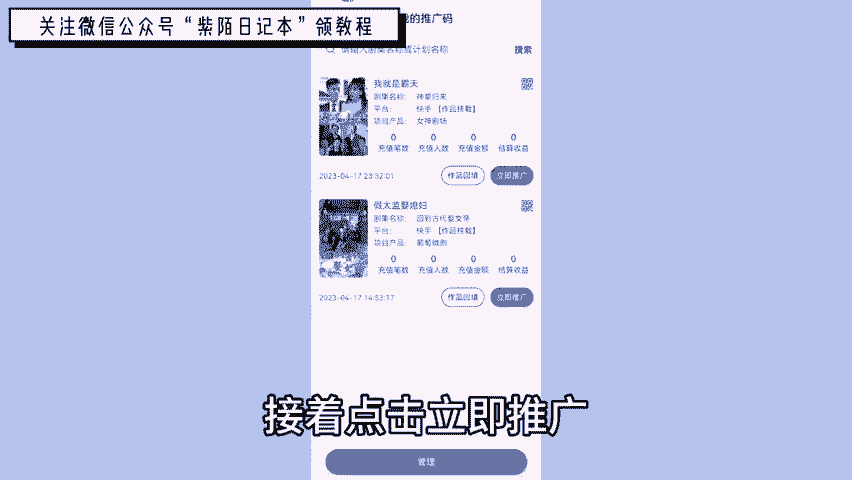 关注微信公众号“紫陌日记本”领教程
我的推广码
请输入剧集名称或计划名称
搜索
我就是霸天
剧集名称: 神豪归来
平台: 快手 【作品挂载】
项目产品: 女神剧场
0 0 0 0
充值笔数 充值人数 充值金额 结算收益
2023-04-17 23:32:01 作品回填 立即推广
假太监娶媳妇
剧集名称: 回到古代娶女帝
平台: 快手 【作品挂载】
项目产品: 葡萄微剧
0 0 0 0
充值笔数 充值人数 充值金额 结算收益
2023-04-17 14:53:17 作品回填 立即推广
接着点击立即推广
管理